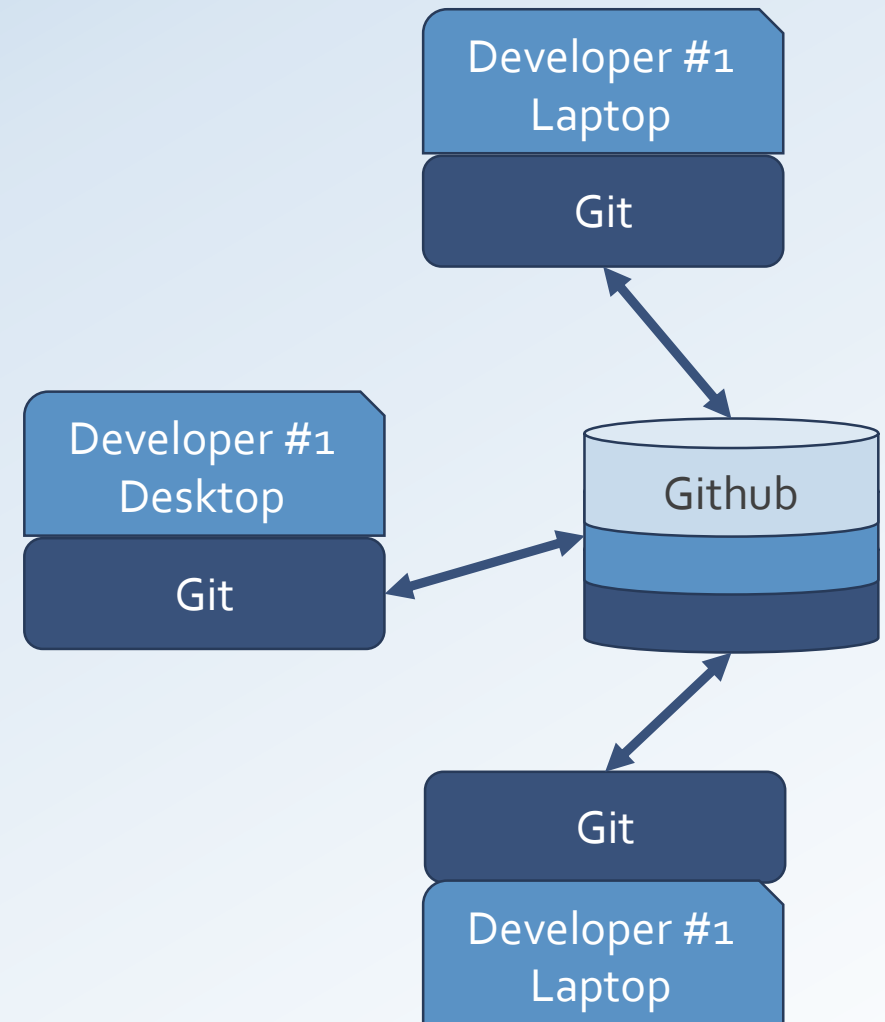 Developer #1
Laptop
Git
Developer #1
Desktop
Git
Github
Git
Developer #1
Laptop